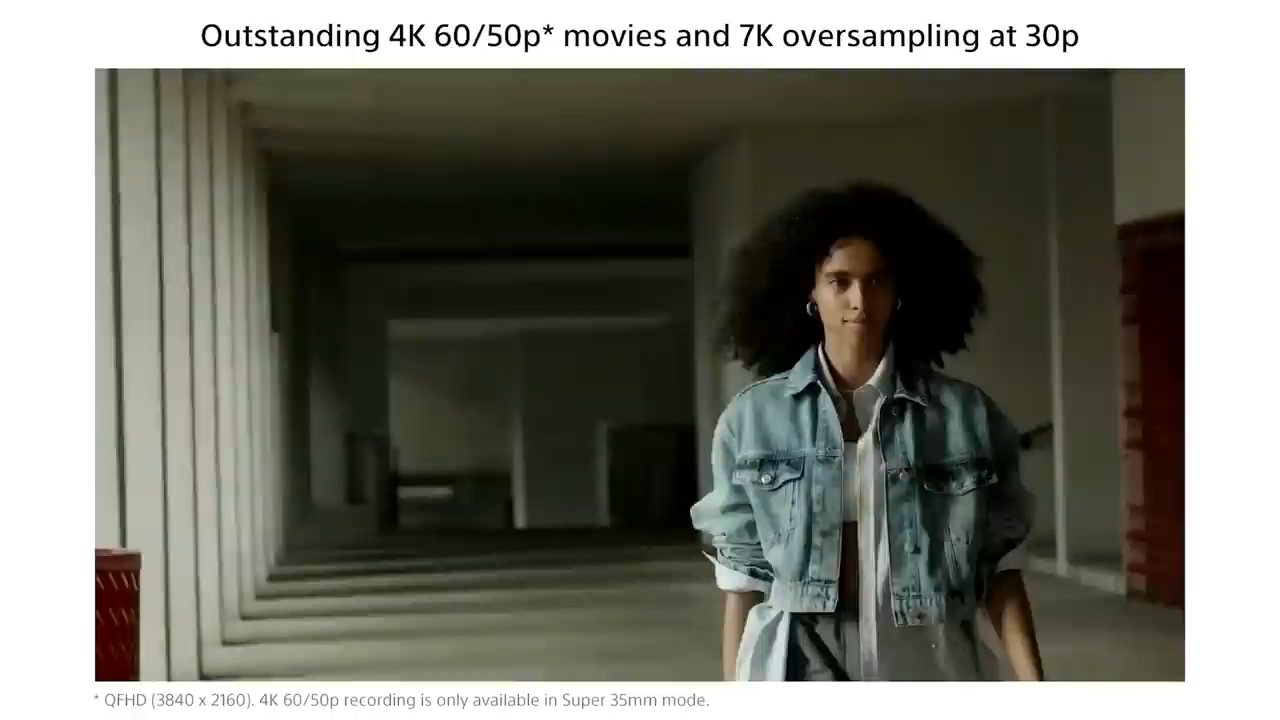 Outstanding 4K 60/50p* movies and 7K oversampling at 30p
* QFHD (3840 x 2160). 4K 60/50p recording is only available in Super 35mm mode.